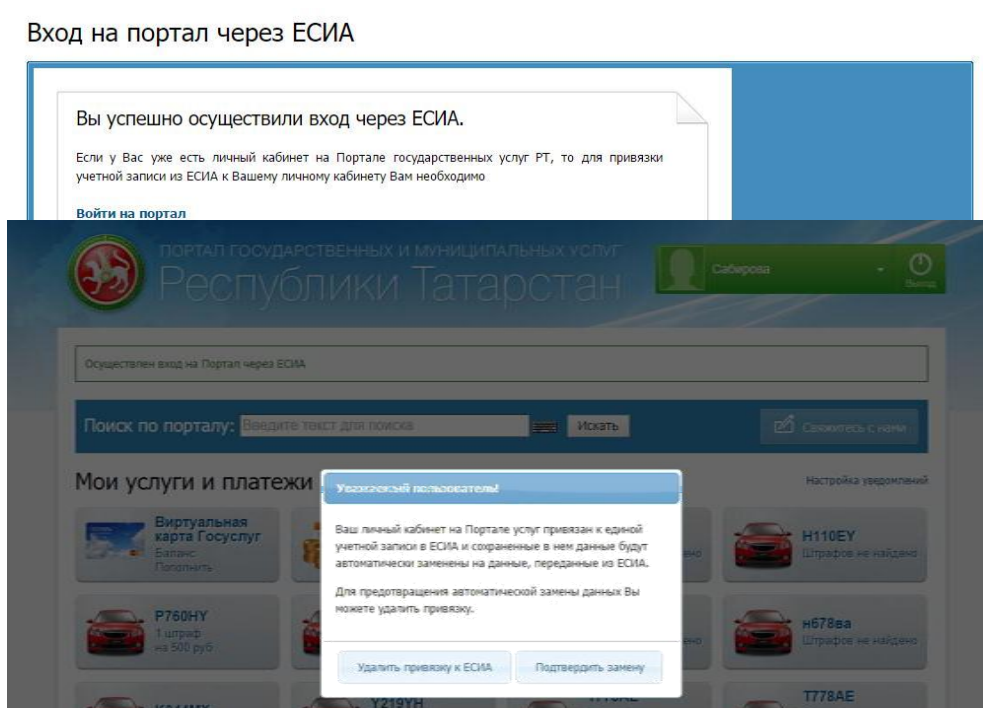 Вход на портал через ЕСИА
Вы успешно осуществили вход через ЕСИА.
Если у Вас уже есть личный кабинет на Портале государственных услуг РТ, то для привязки
учетной записи из ЕСИА к Вашему личному кабинету Вам необходимо
Войти на портал
ПОРТАЛ ГОСУДАРСТВЕННЫХ И МУНИЦИПАЛЬНЫХ УСЛУГ
Республики Татарстан
Сабирова
Выход
Осуществлен вход на Портал через ЕСИА
Поиск по порталу:
Введите текст для поиска
Искать
Свяжитесь с нами
Мои услуги и платежи
Настройка уведомлений
Виртуальная
карта Госуслуг
Баланс
Пополнить
Н110ЕУ
Штрафов не найдено
Р760НУ
1 штраф
на 500 руб
н678ва
Штрафов не найдено
У219УН
Т778АЕ
Уважаемый пользователь!
Ваш личный кабинет на Портале услуг привязан к единой
учетной записи в ЕСИА и сохраненные в нем данные будут
автоматически заменены на данные, переданные из ЕСИА.
Для предотвращения автоматической замены данных Вы
можете удалить привязку.
Удалить привязку к ЕСИА
Подтвердить замену